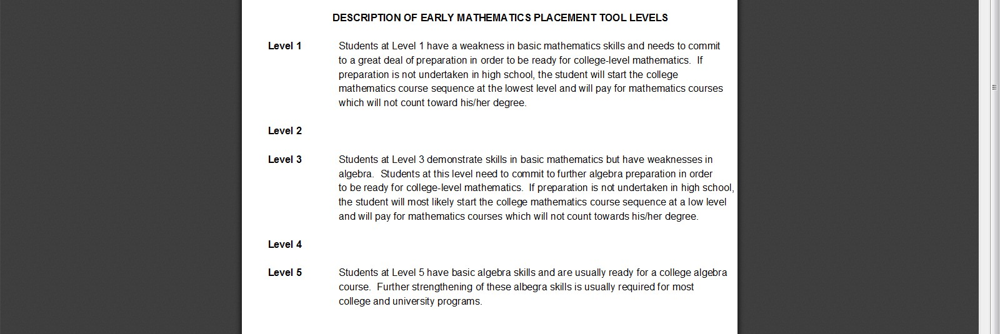 DESCRIPTION OF EARLY MATHEMATICS PLACEMENT TOOL LEVELS
Level 1 Students at Level 1 have a weakness in basic mathematics skills and needs to commit
to a great deal of preparation in order to be ready for college-level mathematics.  If
preparation is not undertaken in high school, the student will start the college
mathematics course sequence at the lowest level and will pay for mathematics courses
which will not count toward his/her degree.
Level 2
Level 3 Students at Level 3 demonstrate skills in basic mathematics but have weaknesses in
algebra.  Students at this level need to commit to further algebra preparation in order
to be ready for college-level mathematics.  If preparation is not undertaken in high school,
the student will most likely start the college mathematics course sequence at a low level
and will pay for mathematics courses which will not count towards his/her degree.
Level 4
Level 5 Students at Level 5 have basic algebra skills and are usually ready for a college algebra
course.  Further strengthening of these albegra skills is usually required for most
college and university programs.